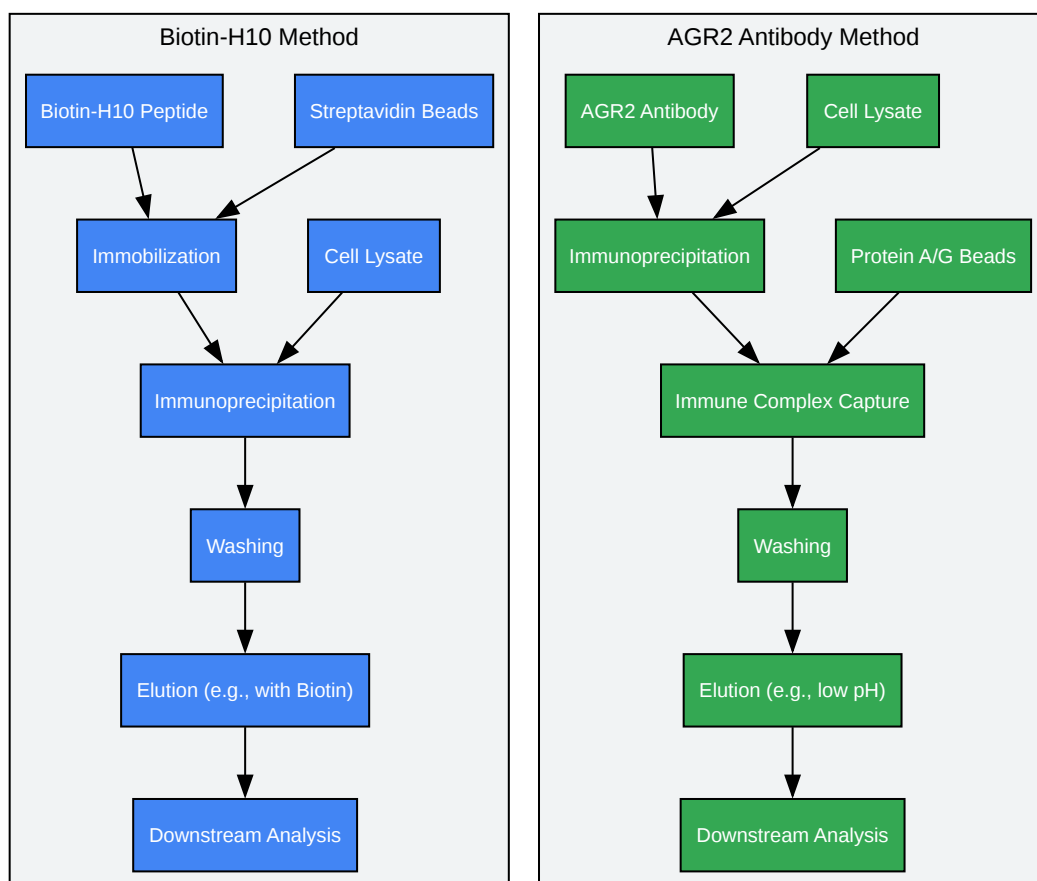 Biotin-H10 Method
Biotin-H10 Peptide
Streptavidin Beads
Immobilization
Cell Lysate
Immunoprecipitation
Washing
Elution (e.g., with Biotin)
Downstream Analysis
AGR2 Antibody Method
AGR2 Antibody
Cell Lysate
Immunoprecipitation
Protein A/G Beads
Immune Complex Capture
Washing
Elution (e.g., low pH)
Downstream Analysis